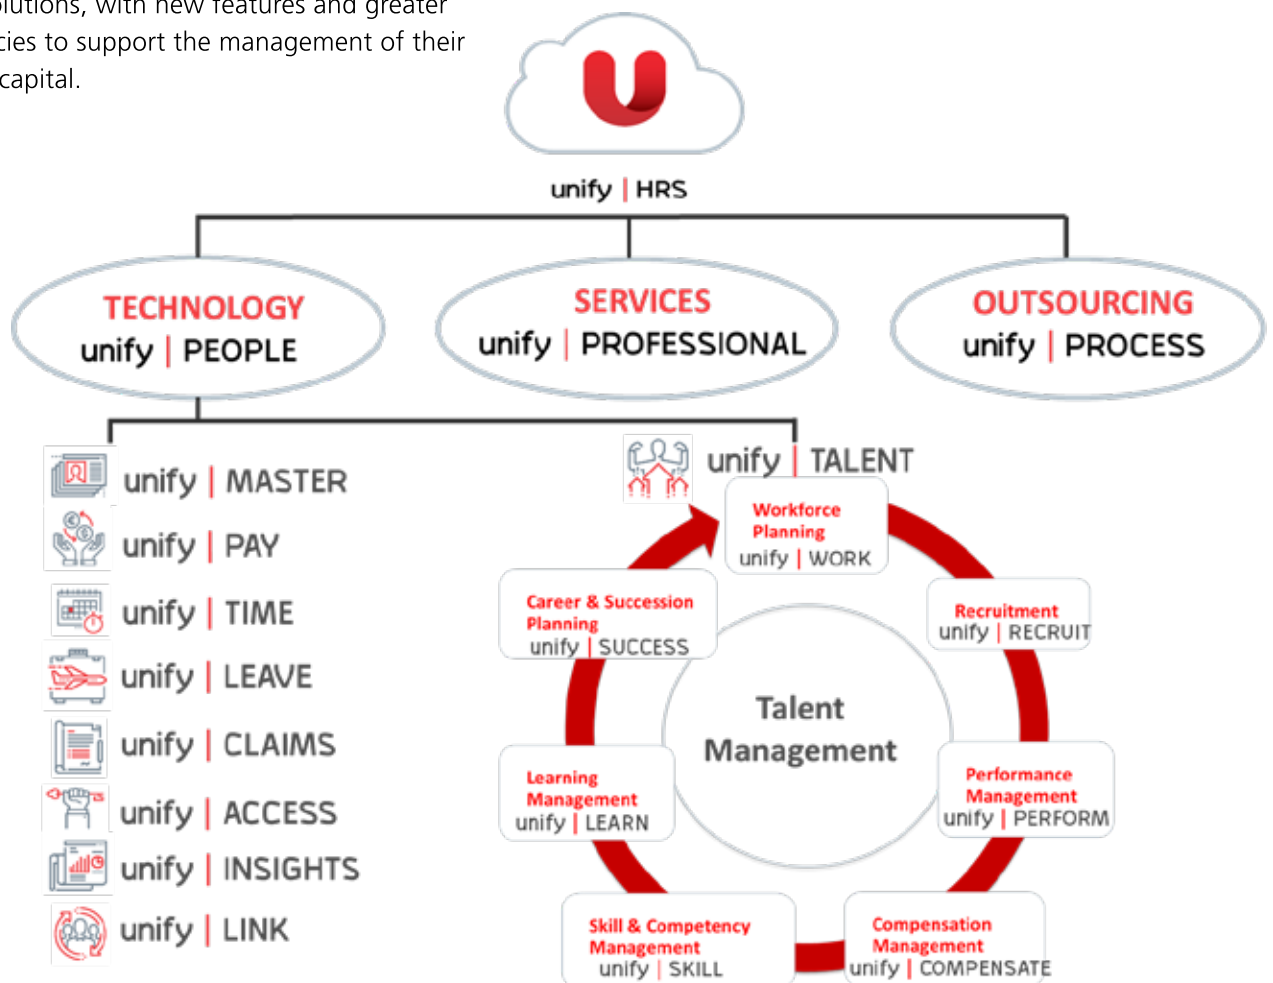 olutions, with new features and greater
cies to support the management of their
capital.
unify | HRS
TECHNOLOGY
unify | PEOPLE
SERVICES
unify | PROFESSIONAL
OUTSOURCING
unify | PROCESS
unify | MASTER
unify | PAY
unify | TIME
unify | LEAVE
unify | CLAIMS
unify | ACCESS
unify | INSIGHTS
unify | LINK
unify | TALENT
Workforce
Planning
unify | WORK
Recruitment
unify | RECRUIT
Performance
Management
unify | PERFORM
Compensation
Management
unify | COMPENSATE
Skill & Competency
Management
unify | SKILL
Learning
Management
unify | LEARN
Career & Succession
Planning
unify | SUCCESS
Talent
Management